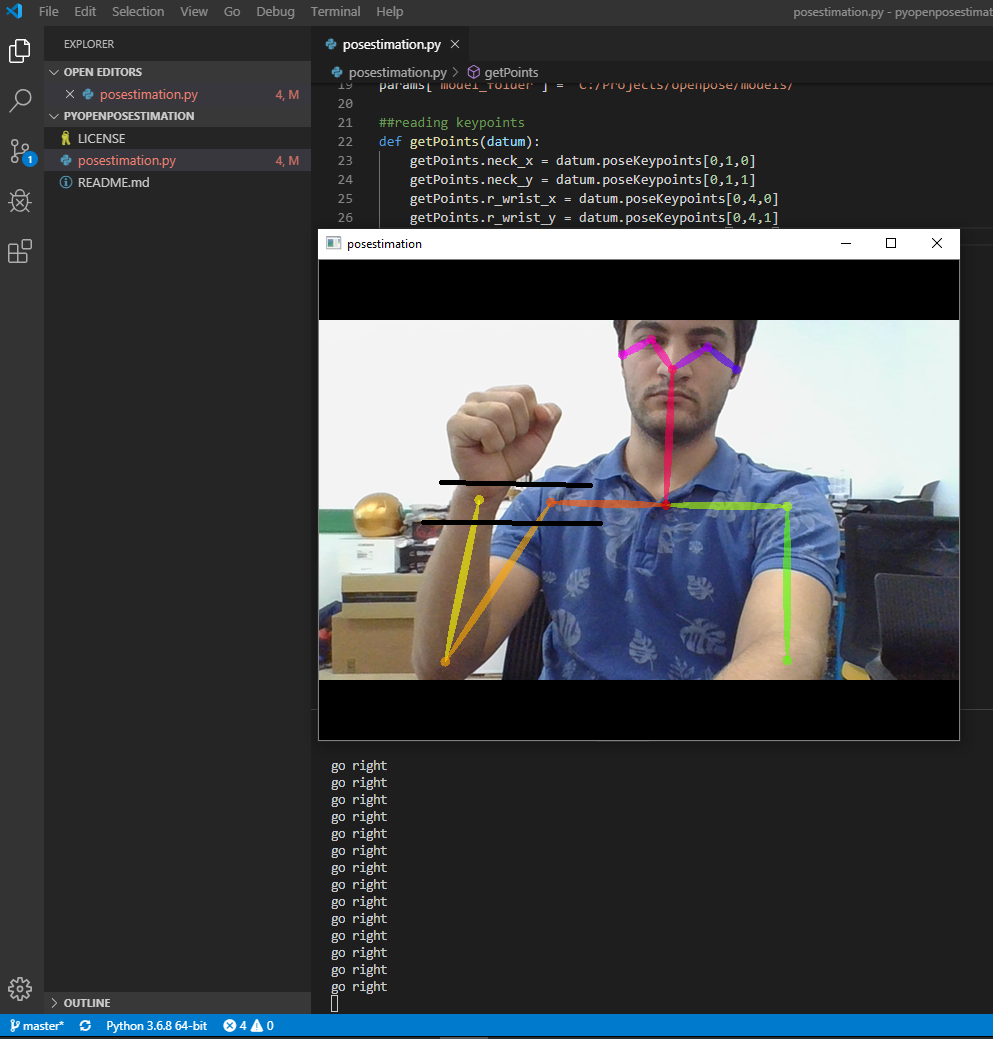 File Edit Selection View Go Debug Terminal Help
posestimation.py - pyopenposestimat
EXPLORER
OPEN EDITORS
posestimation.py 4, M
PYOPENPOSESTIMATION
LICENSE
posestimation.py 4, M
README.md
OUTLINE
posestimation.py
posestimation.py > getPoints
19 params["model_folder"] = "C:/Projects/openpose/models/"
20
21 ##reading keypoints
22 def getPoints(datum):
23 getPoints.neck_x = datum.poseKeypoints[0,1,0]
24 getPoints.neck_y = datum.poseKeypoints[0,1,1]
25 getPoints.r_wrist_x = datum.poseKeypoints[0,4,0]
26 getPoints.r_wrist_y = datum.poseKeypoints[0,4,1]
posestimation
go right
go right
go right
go right
go right
go right
go right
go right
go right
go right
go right
go right
go right
go right
1
master* Python 3.6.8 64-bit 4 0